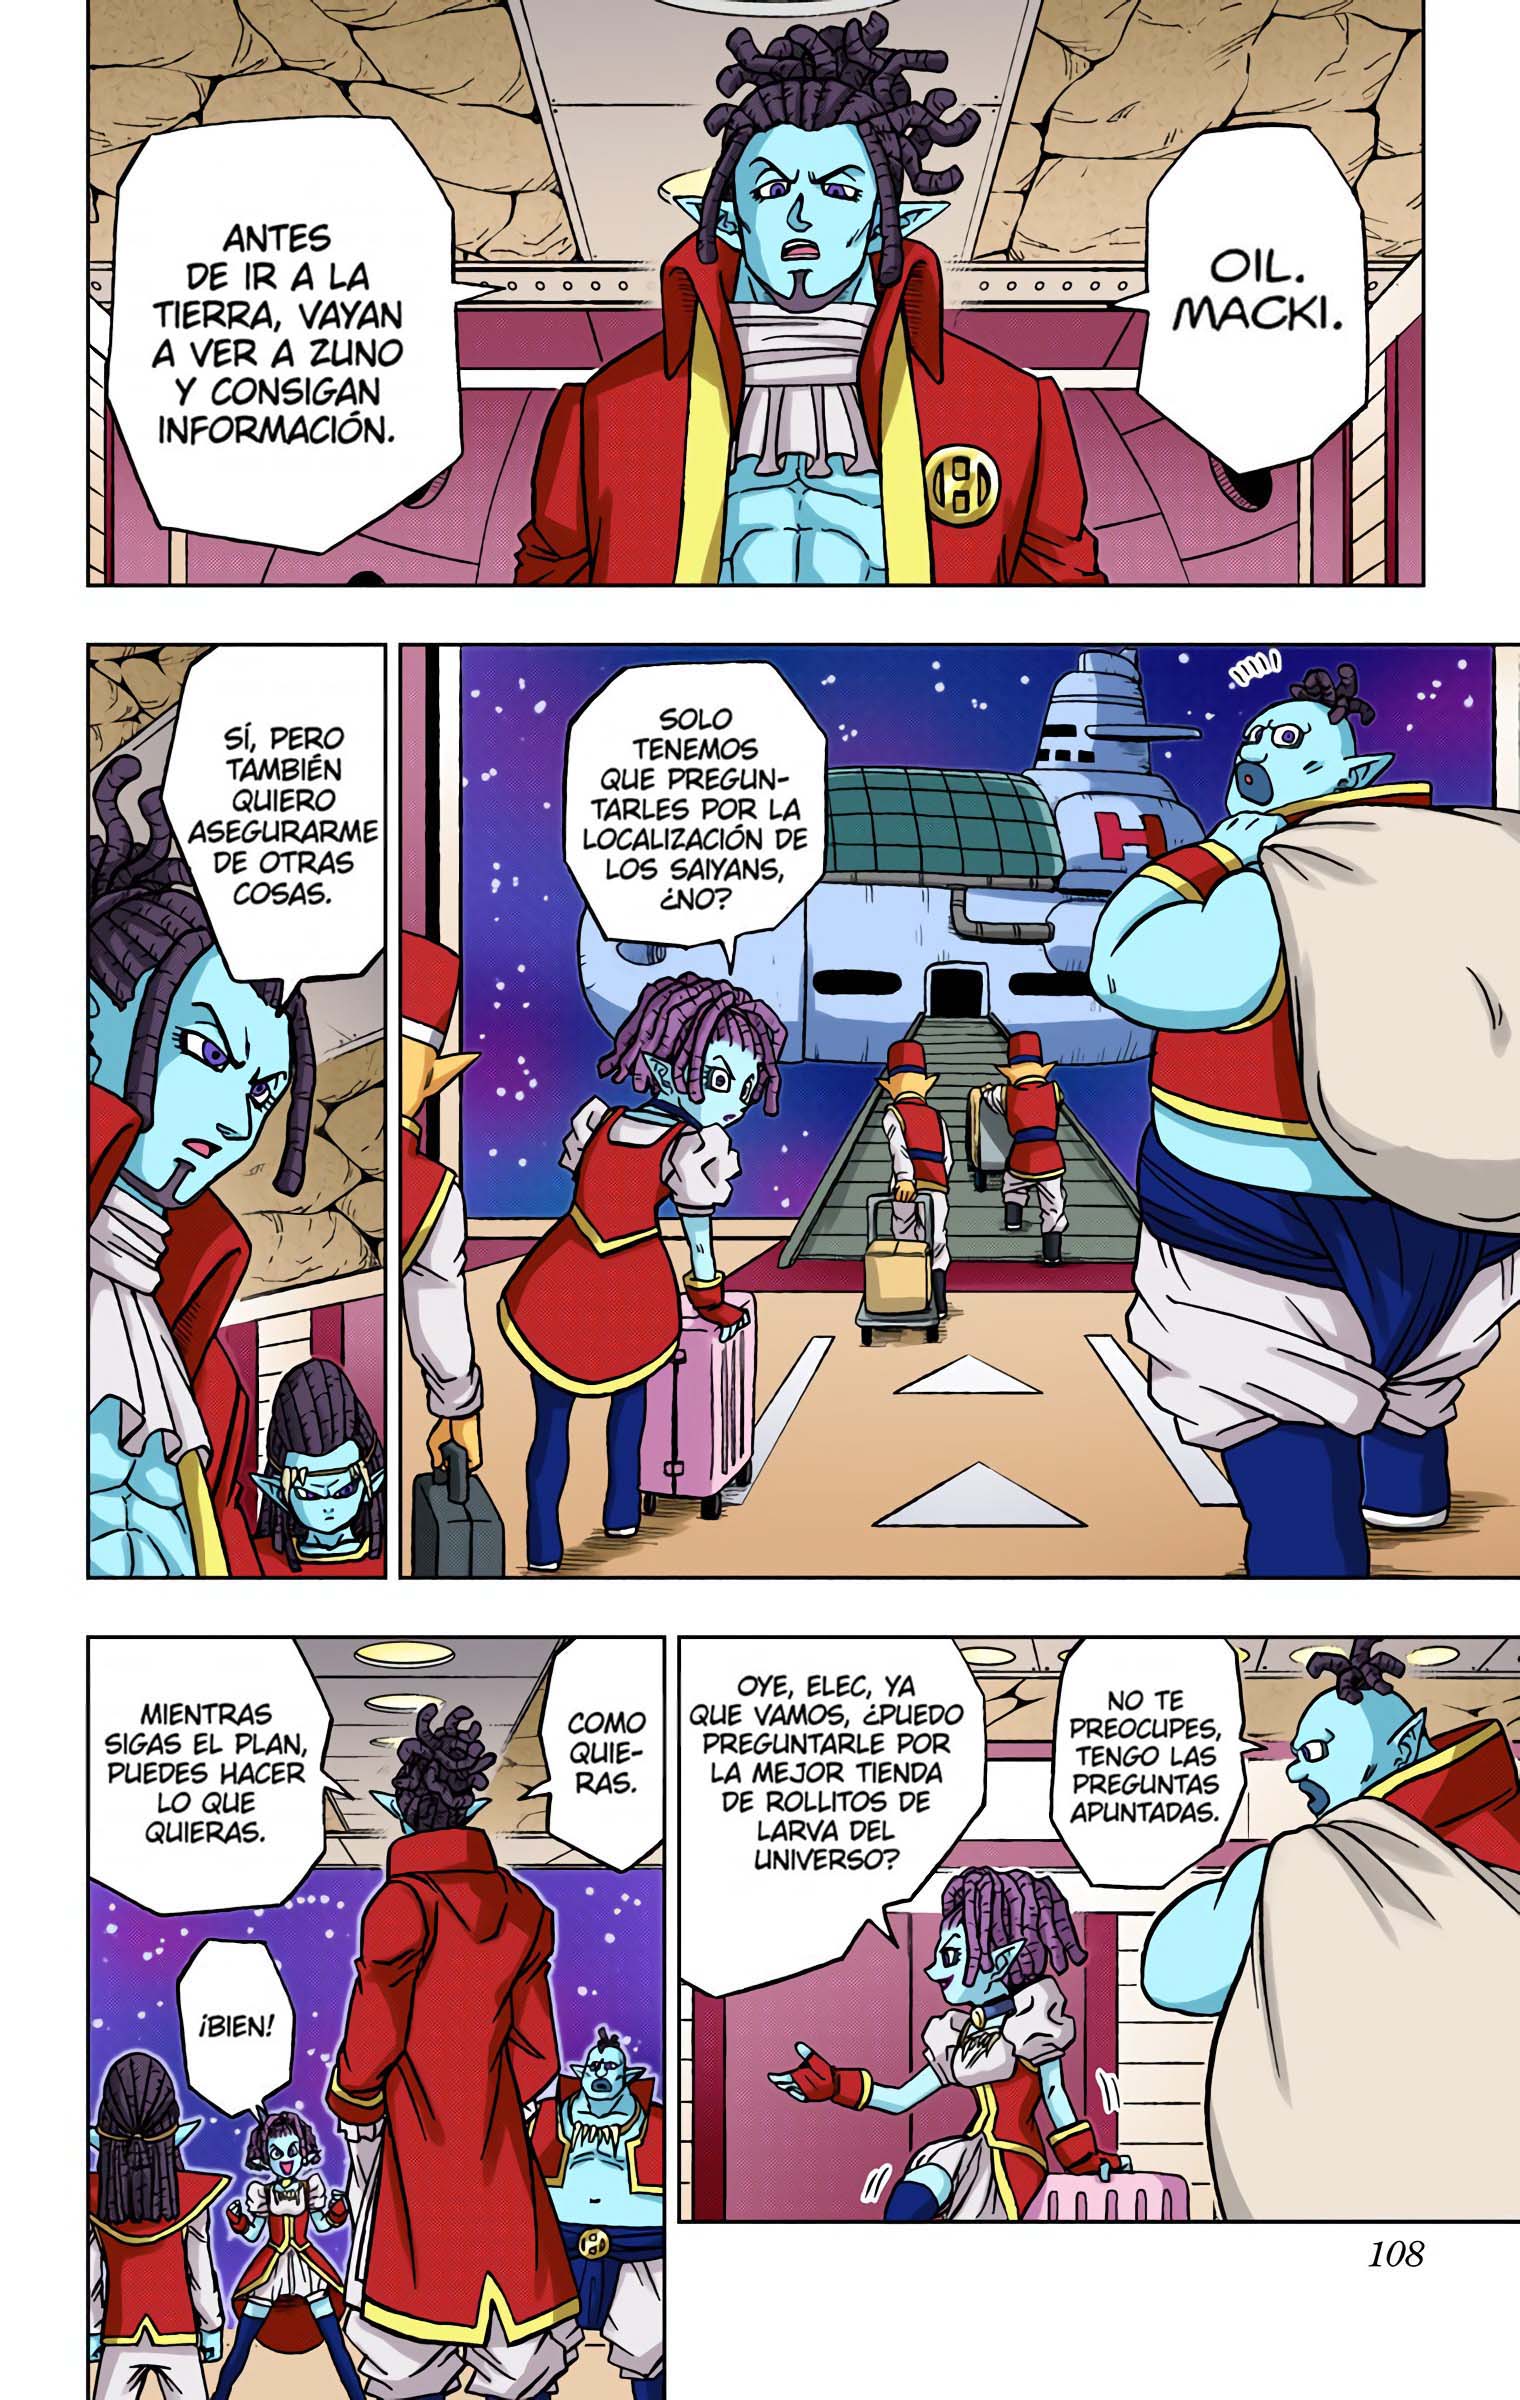 OIL.
MACKI.
ANTES
DE IR A LA
TIERRA, VAYAN
A VER A ZUNO
Y CONSIGAN
INFORMACIÓN.
SOLO
TENEMOS
QUE PREGUN-
TARLES POR LA
LOCALIZACIÓN DE
LOS SAIYANS,
¿NO?
H
SÍ, PERO
TAMBIÉN
QUIERO
ASEGURARME
DE OTRAS
COSAS.
NO TE
PREOCUPES,
TENGO LAS
PREGUNTAS
APUNTADAS.
OYE, ELEC, YA
QUE VAMOS, ¿PUEDO
PREGUNTARLE POR
LA MEJOR TIENDA
DE ROLLITOS DE
LARVA DEL
UNIVERSO?
COMO
QUIE-
RAS.
MIENTRAS
SIGAS EL PLAN,
PUEDES HACER
LO QUE
QUIERAS.
¡BIEN!
108